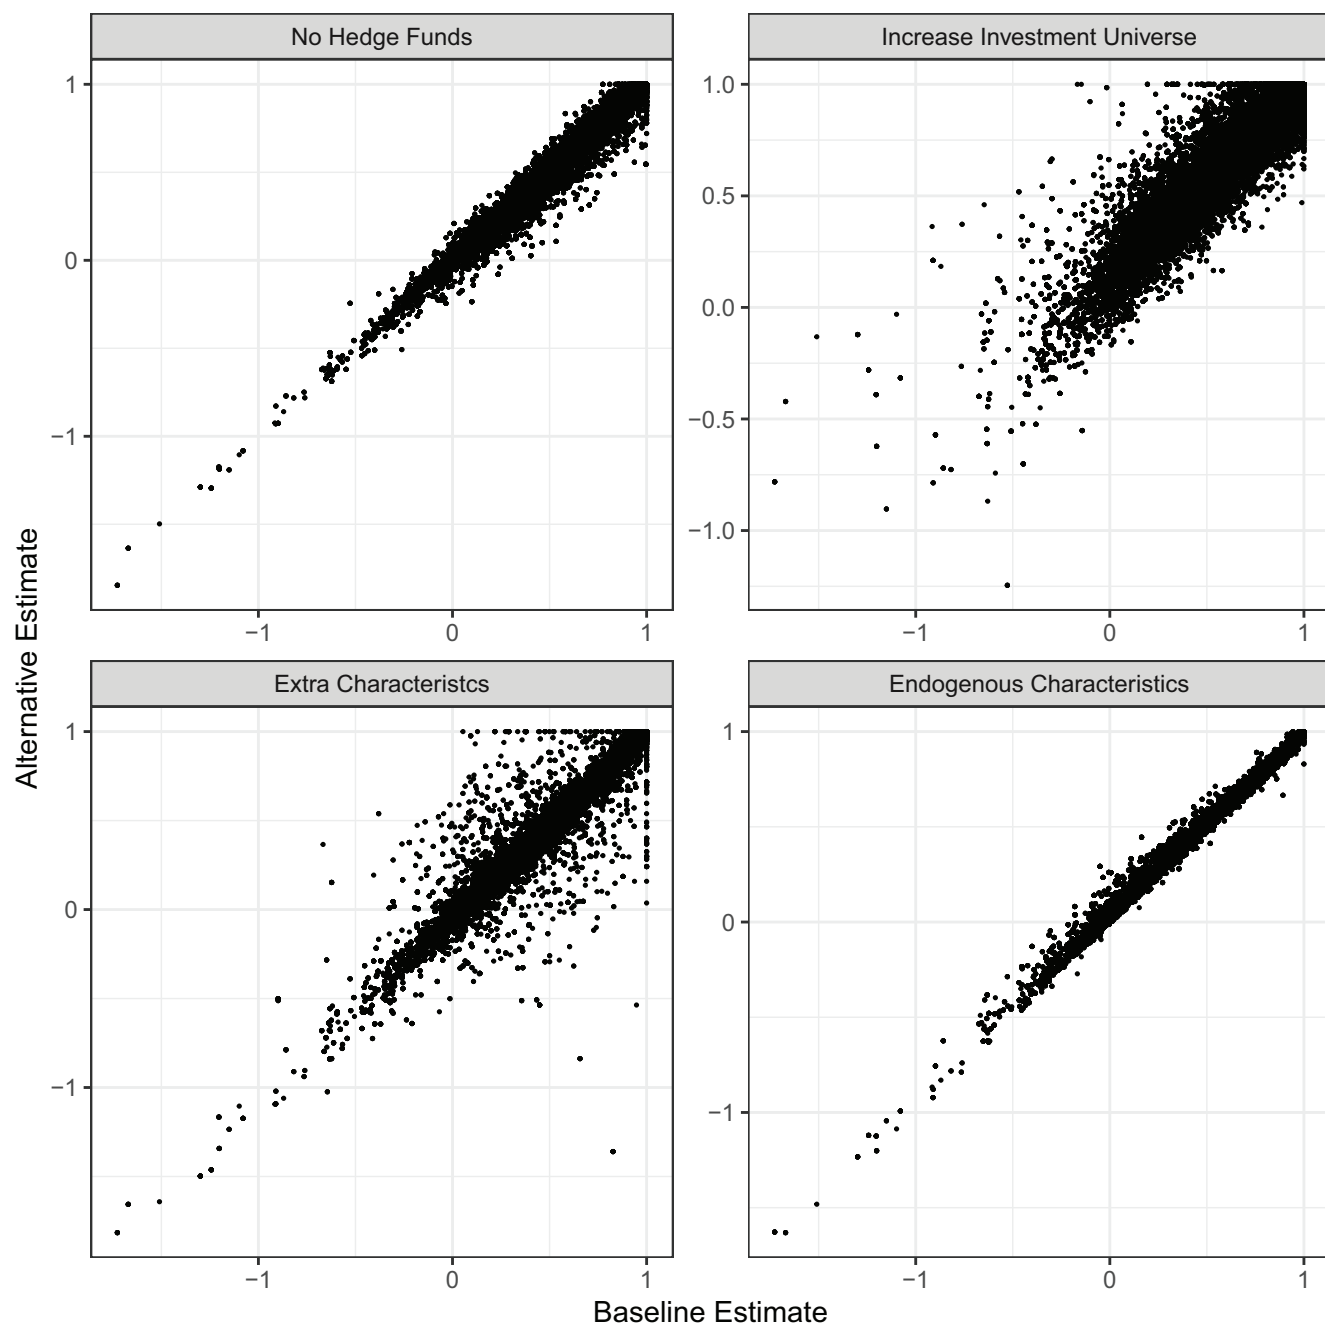 No Hedge Funds
Increase Investment Universe
1
0
−1
1.0
0.5
0.0
−0.5
−1.0
−1 0 1
−1 0 1
Extra Characteristcs
Endogenous Characteristics
1
0
−1
1
0
−1
−1 0 1
−1 0 1
Alternative Estimate
Baseline Estimate